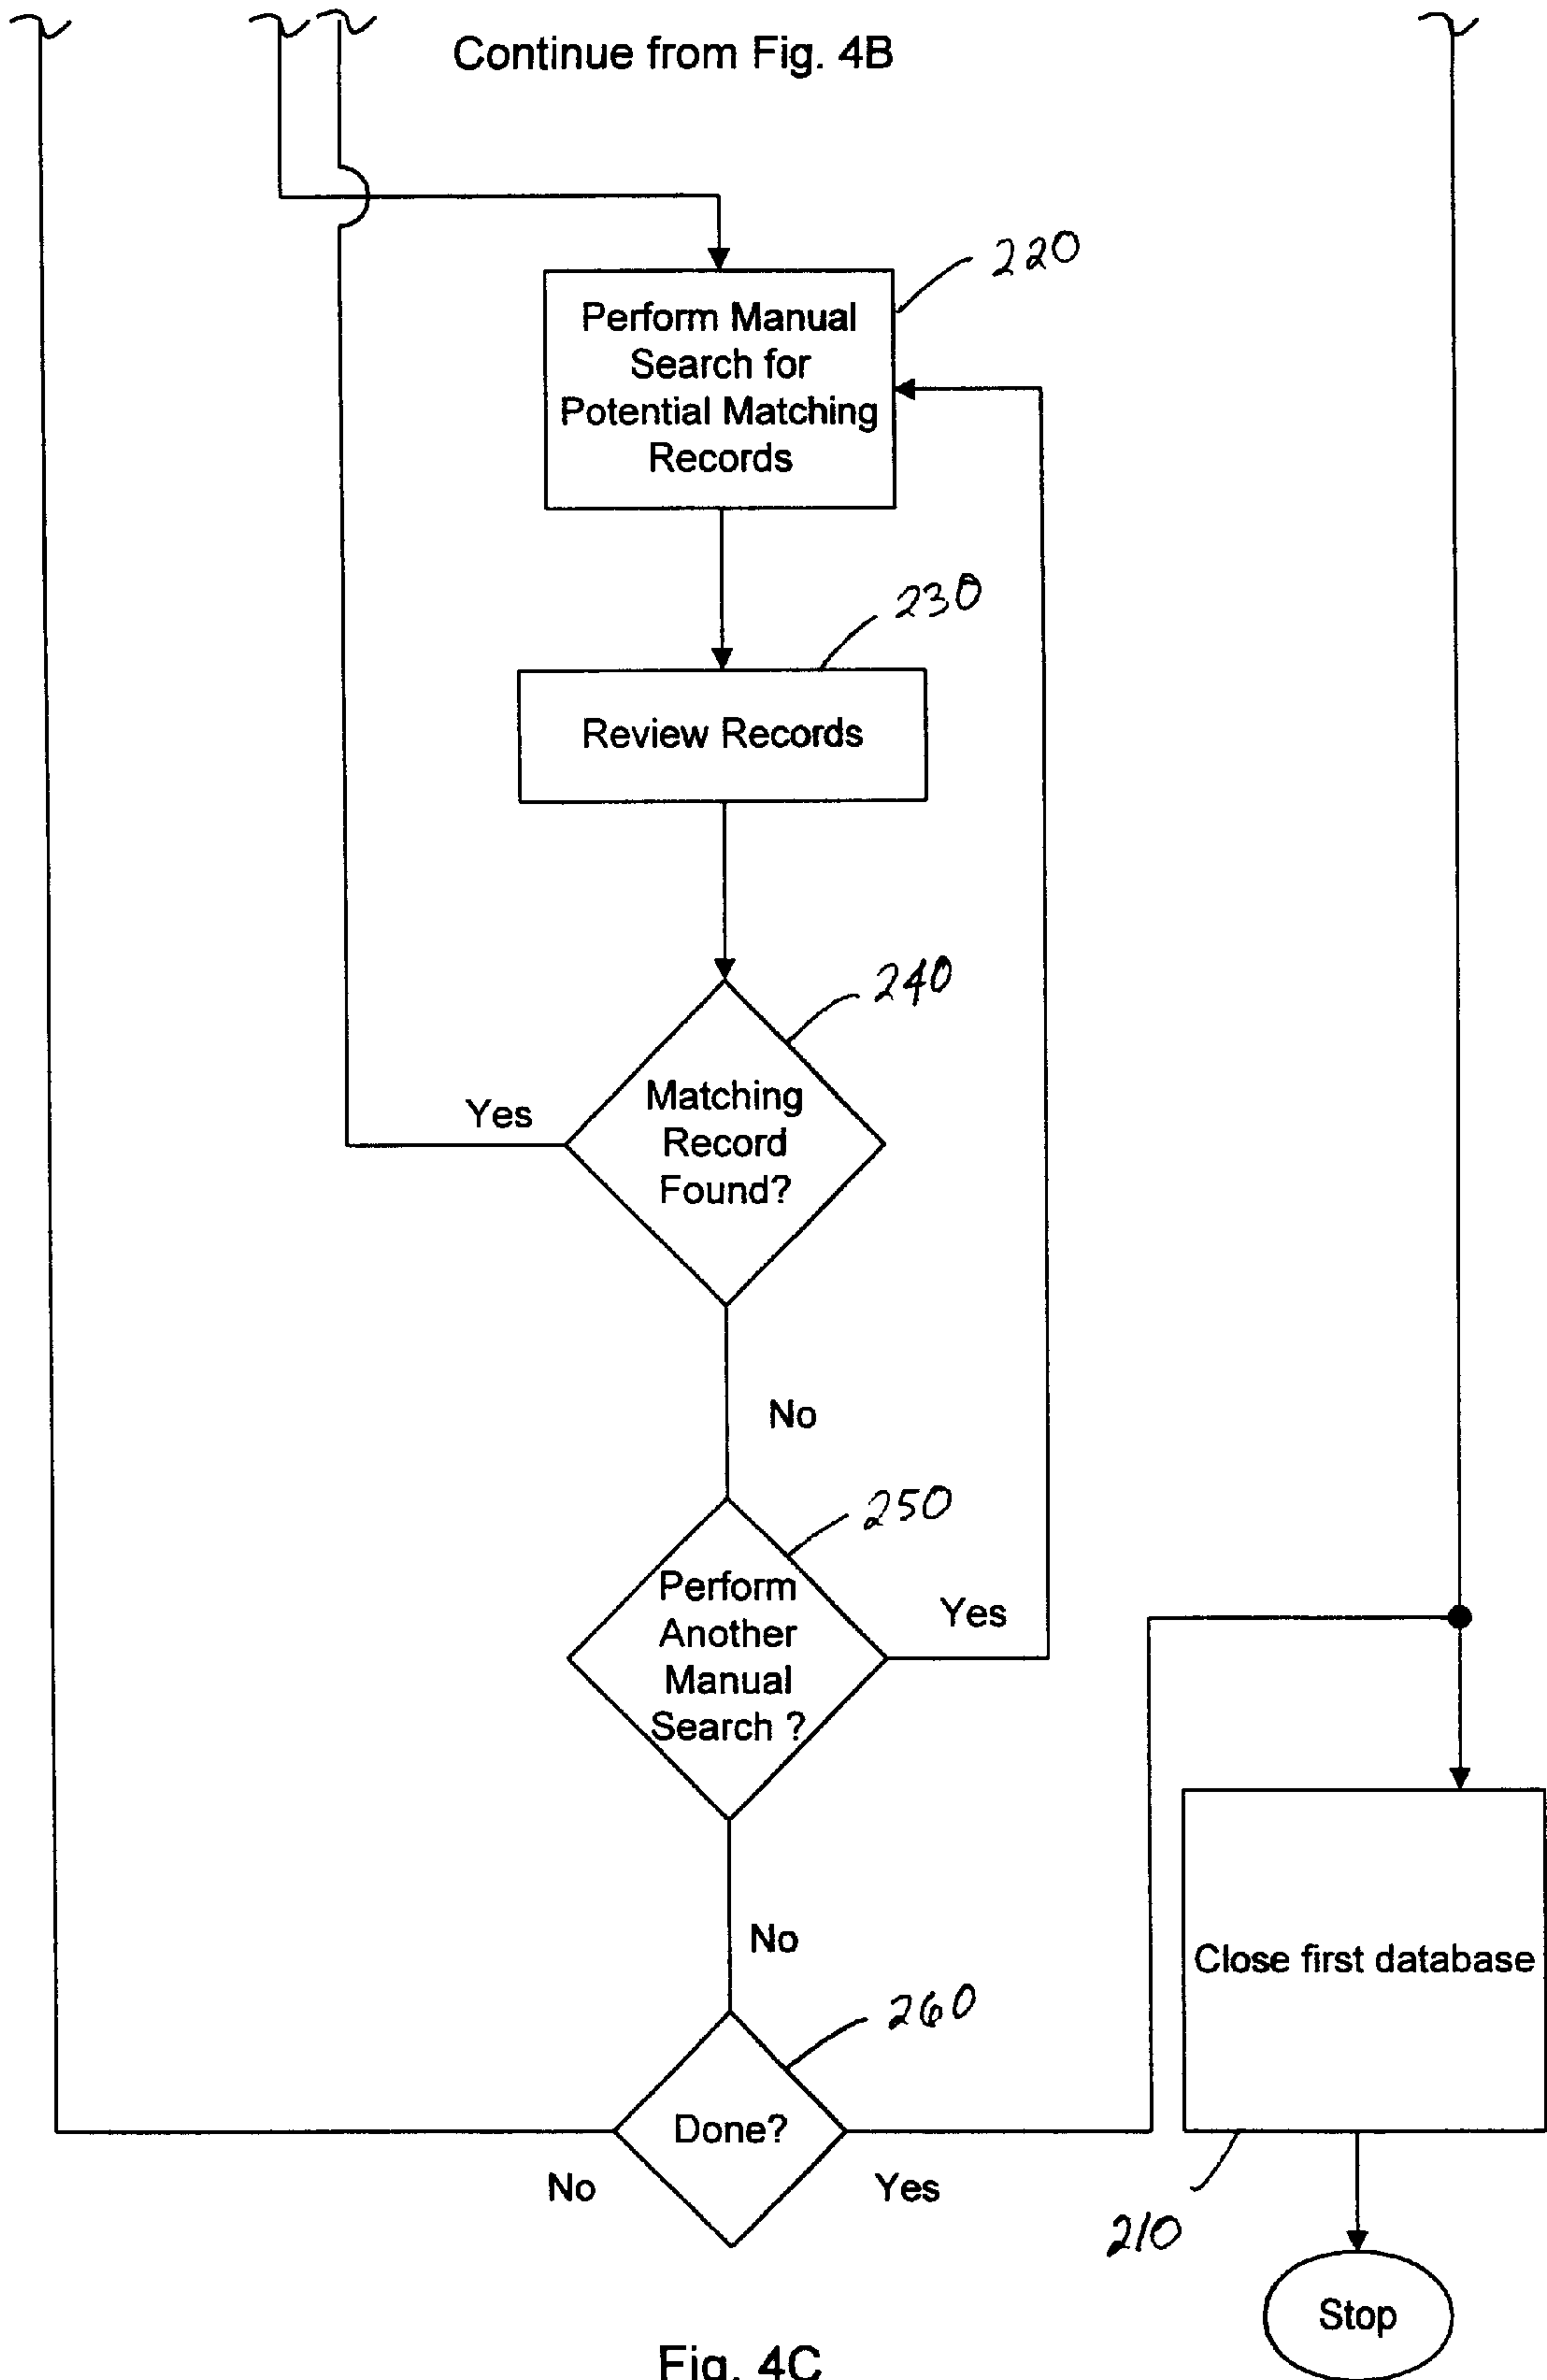 Continue from Fig. 4B
220
Perform Manual
Search for
Potential Matching
Records
230
Review Records
240
Matching
Record
Found?
Yes
No
250
Perform
Another
Manual
Search ?
Yes
No
Close first database
260
Done?
No
Yes
210
Stop
Fig. 4C